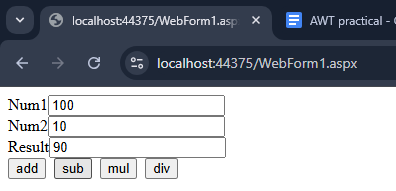 localhost:44375/WebForm1.asp
AWT practical -
localhost:44375/WebForm1.aspx
Num1 100
Num2 10
Result 90
add sub mul div